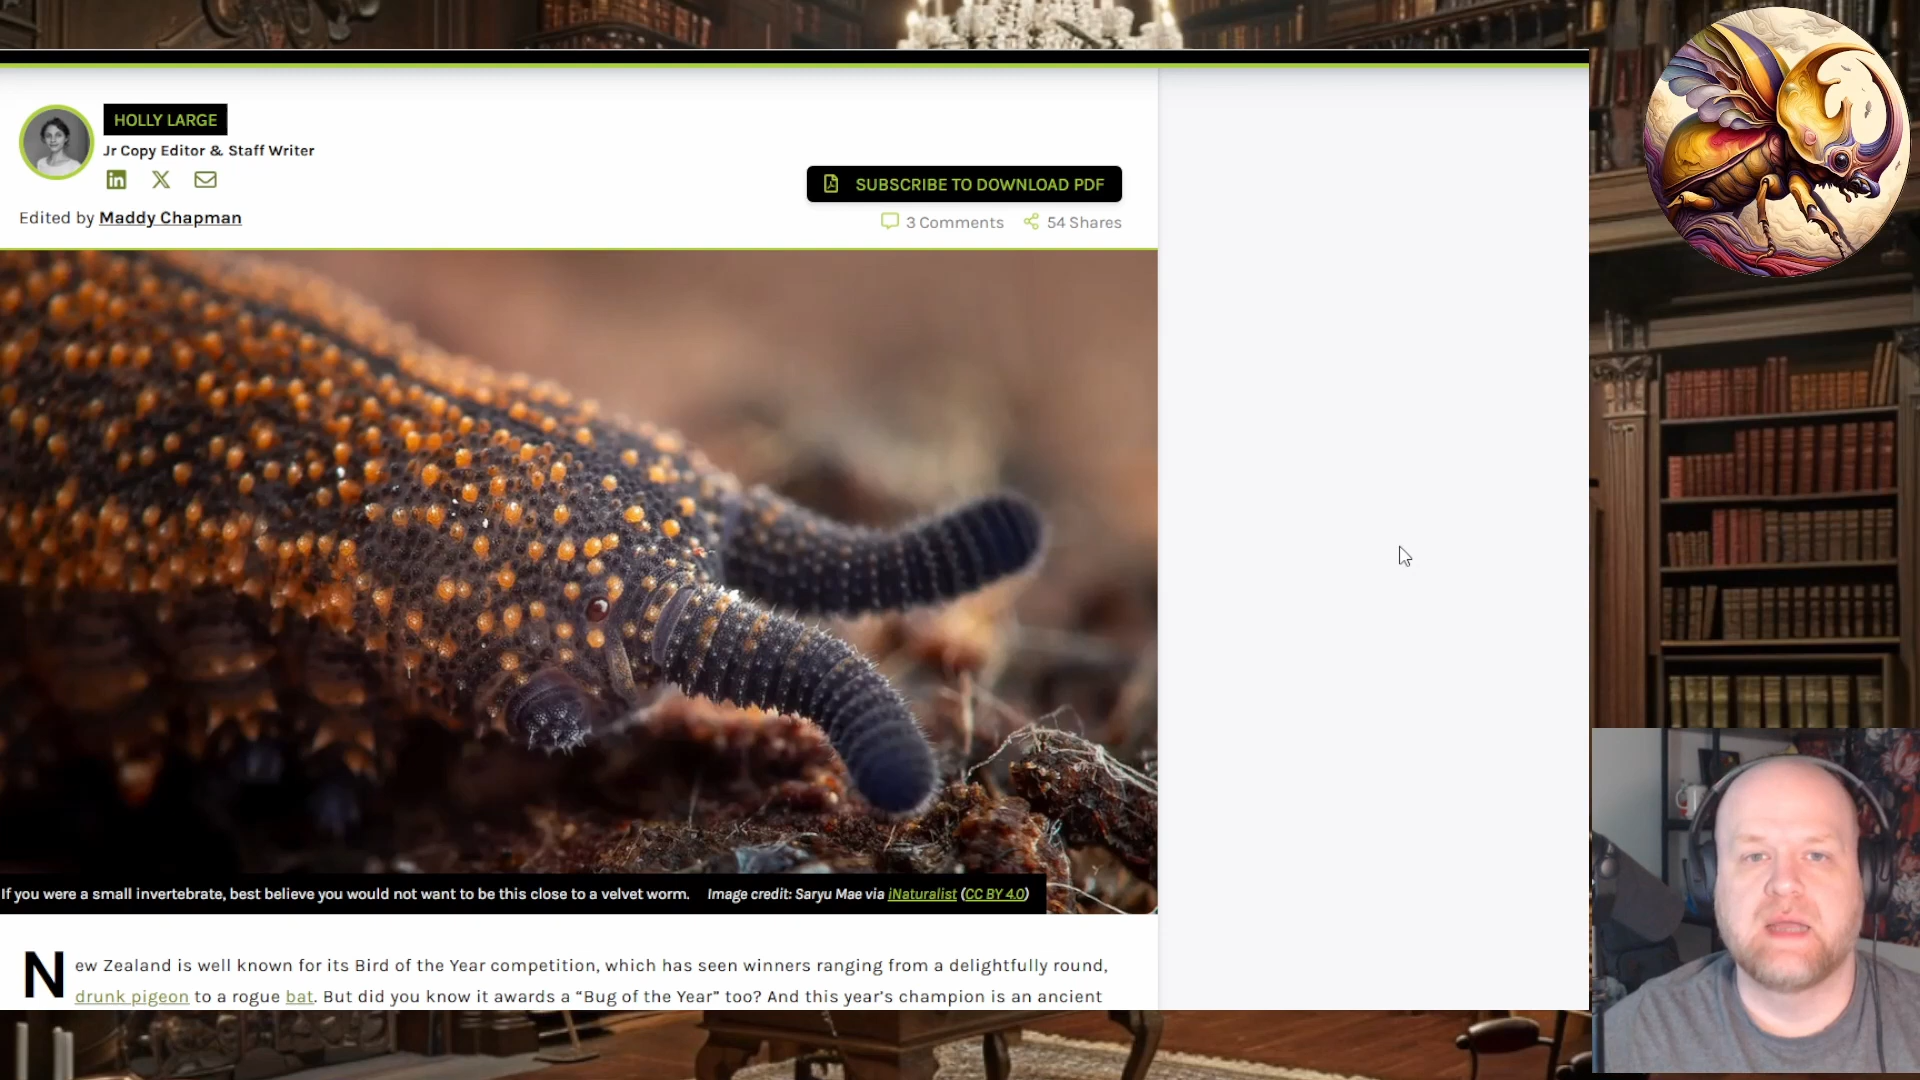 HOLLY LARGE
Jr Copy Editor & Staff Writer
Edited by Maddy Chapman
SUBSCRIBE TO DOWNLOAD PDF
3 Comments 54 Shares
If you were a small invertebrate, best believe you would not want to be this close to a velvet worm. Image credit: Saryu Mae via iNaturalist (CC BY 4.0)
New Zealand is well known for its Bird of the Year competition, which has seen winners ranging from a delightfully round,
drunk pigeon to a rogue bat. But did you know it awards a “Bug of the Year” too? And this year’s champion is an ancient